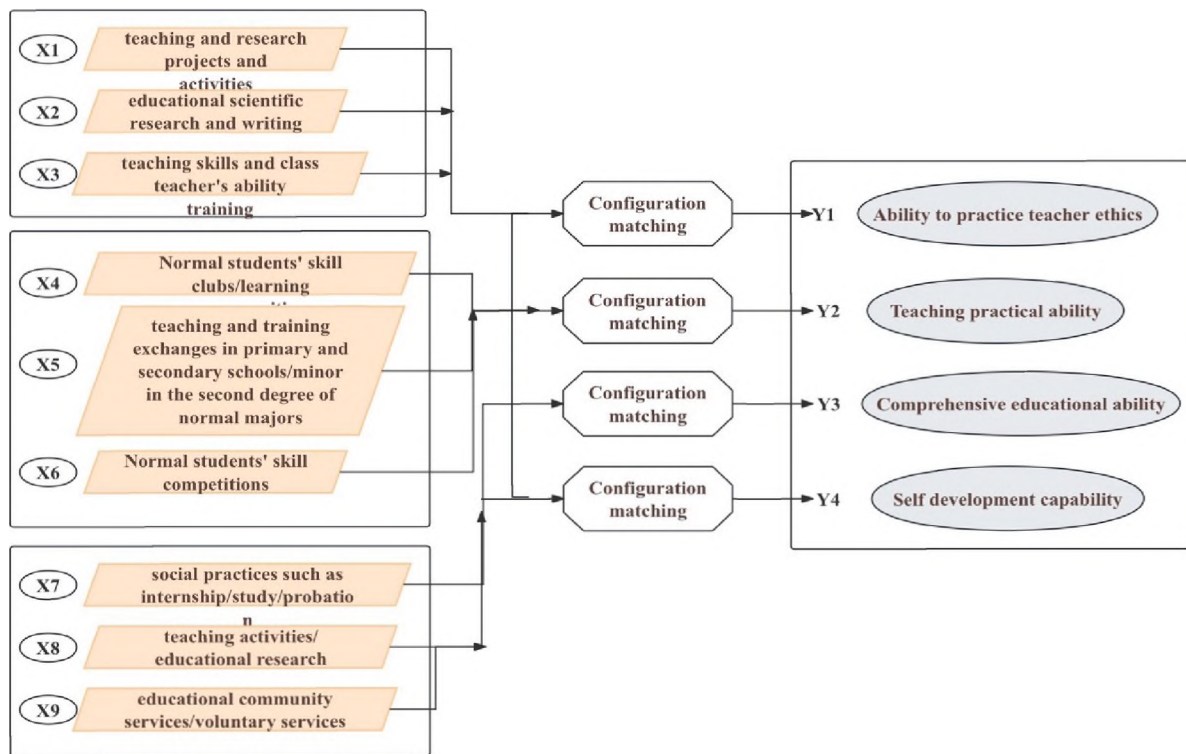 X1
teaching and research
projects and
activities
X2
educational scientific
research and writing
X3
teaching skills and class
teacher's ability
training
X4
Normal students' skill
clubs/learning
X5
teaching and training
exchanges in primary and
secondary schools/minor
in the second degree of
normal majors
X6
Normal students' skill
competitions
X7
social practices such as
internship/study/probatio
n
X8
teaching activities/
educational research
X9
educational community
services/voluntary services
Configuration
matching
Configuration
matching
Configuration
matching
Configuration
matching
Y1
Ability to practice teacher ethics
Y2
Teaching practical ability
Y3
Comprehensive educational ability
Y4
Self development capability